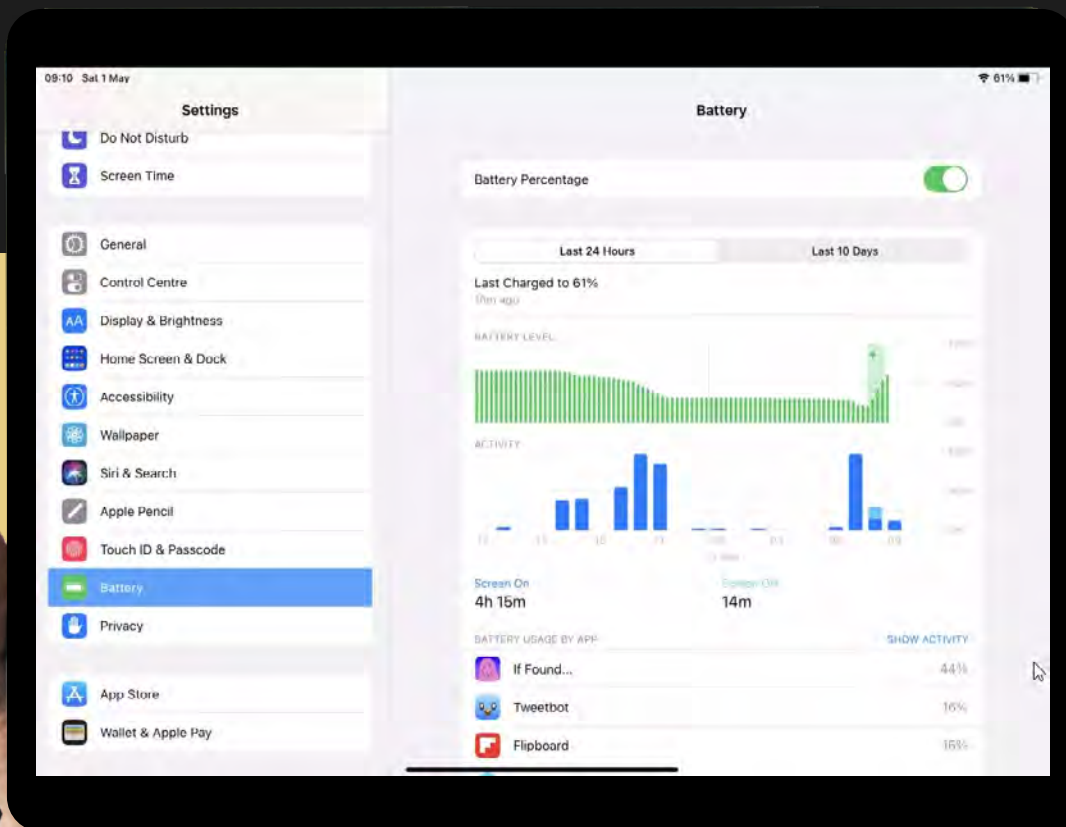 09:10 Sat 1 May
61%
Settings
Battery
Do Not Disturb
Screen Time
General
Control Centre
Display & Brightness
Home Screen & Dock
Accessibility
AA
Wallpaper
Siri & Search
Apple Pencil
Touch ID & Passcode
Battery
Privacy
App Store
Wallet & Apple Pay
Battery Percentage
Last 24 Hours
Last 10 Days
Last Charged to 61%
ago
BATTERY LEVEL
ACTIVITY
Screen On
Screen Off
4h 15m
14m
BATTERY USAGE BY APP
SHOW ACTIVITY
If Found...
44%
Tweetbot
16%
Flipboard
16%